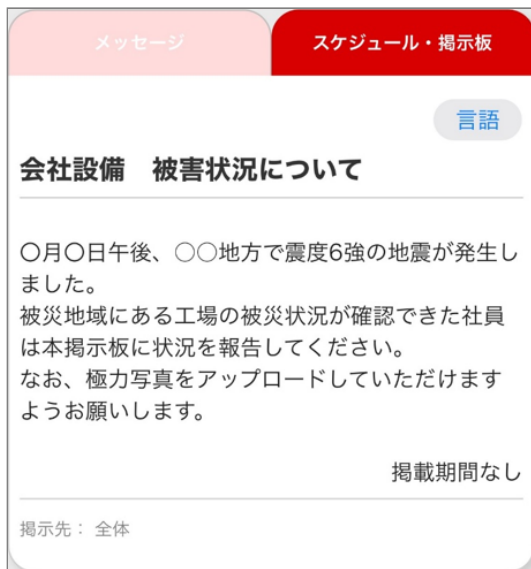 メッセージ
スケジュール・掲示板
言語
会社設備　被害状況について
〇月〇日午後、○○地方で震度6強の地震が発生し
ました。
被災地域にある工場の被災状況が確認できた社員
は本掲示板に状況を報告してください。
なお、極力写真をアップロードしていただけます
ようお願いします。
掲載期間なし
掲示先： 全体